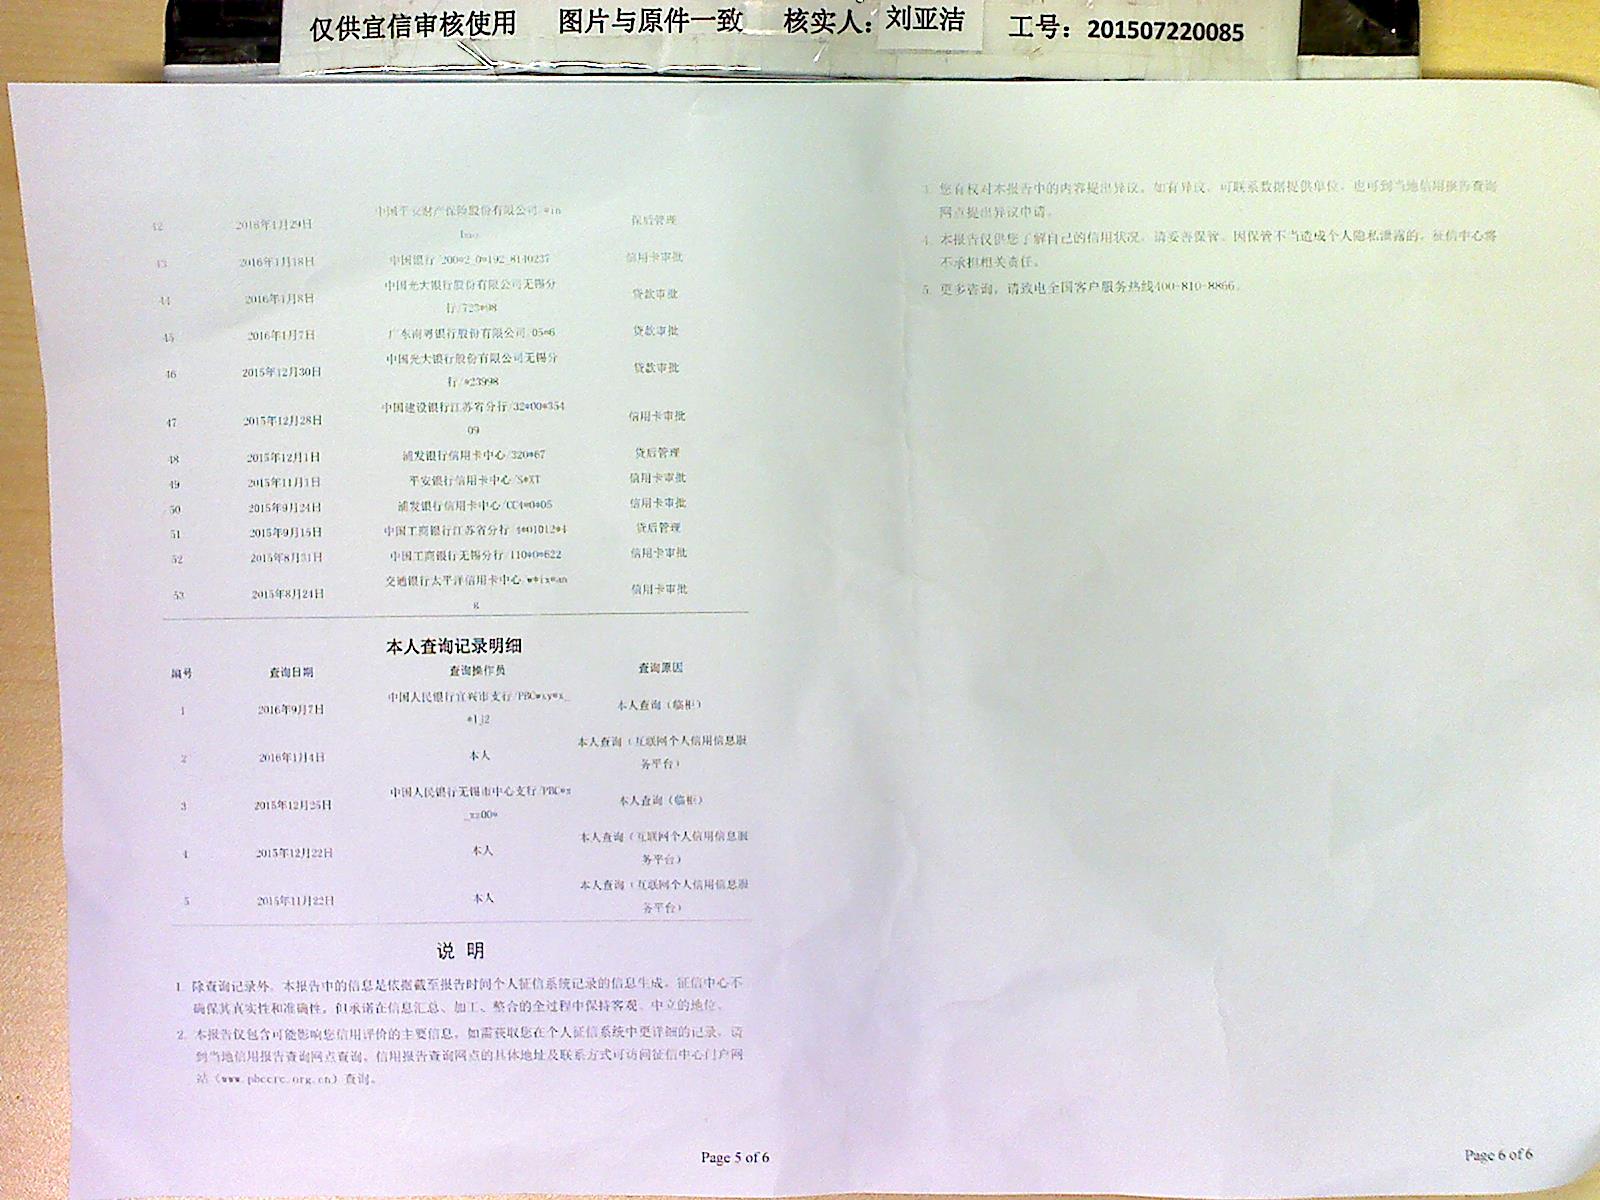 仅供宜信审核使用 图片与原件一致 核实人：刘亚洁 工号：201507220085
42 2016年1月29日 中国平安财产保险股份有限公司/*in 保后管理
43 2016年1月18日 中国银行/200*2_0*192_8140237 信用卡审批
44 2016年1月8日 中国光大银行股份有限公司无锡分 贷款审批
行/723*98
45 2016年1月7日 广东南粤银行股份有限公司/05*6 贷款审批
46 2015年12月30日 中国光大银行股份有限公司无锡分 贷款审批
行/*23998
47 2015年12月28日 中国建设银行江苏省分行/32*00*354 信用卡审批
09
48 2015年12月1日 浦发银行信用卡中心/320*67 贷后管理
49 2015年11月1日 平安银行信用卡中心/S*XT 信用卡审批
50 2015年9月24日 浦发银行信用卡中心/CC4*0*05 信用卡审批
51 2015年9月15日 中国工商银行江苏省分行/4*01012*4 贷后管理
52 2015年8月31日 中国工商银行无锡分行/110*0*622 信用卡审批
53 2015年8月24日 交通银行太平洋信用卡中心/w*ix*an 信用卡审批
g
本人查询记录明细
编号 查询日期 查询操作员 查询原因
1 2016年9月7日 中国人民银行宜兴市支行/PBC*xy*x_ 本人查询（临柜）
*lj2
2 2016年1月4日 本人 本人查询（互联网个人信用信息服
务平台）
3 2015年12月25日 中国人民银行无锡市中心支行/PBC*x 本人查询（临柜）
_xz00*
4 2015年12月22日 本人 本人查询（互联网个人信用信息服
务平台）
5 2015年11月22日 本人 本人查询（互联网个人信用信息服
务平台）
说 明
1. 除查询记录外，本报告中的信息是依据截至报告时间个人征信系统记录的信息生成，征信中心不
确保其真实性和准确性，但承诺在信息汇总、加工、整合的全过程中保持客观、中立的地位。
2. 本报告仅包含可能影响您信用评价的主要信息，如需获取您在个人征信系统中更详细的记录，请
到当地信用报告查询网点查询。信用报告查询网点的具体地址及联系方式可访问征信中心门户网
站（www.pbccrc.org.cn）查询。
Page 5 of 6
3. 您有权对本报告中的内容提出异议。如有异议，可联系数据提供单位，也可到当地信用报告查询
网点提出异议申请。
4. 本报告仅供您了解自己的信用状况，请妥善保管。因保管不当造成个人隐私泄露的，征信中心将
不承担相关责任。
5. 更多咨询，请致电全国客户服务热线400-810-8866。
Page 6 of 6